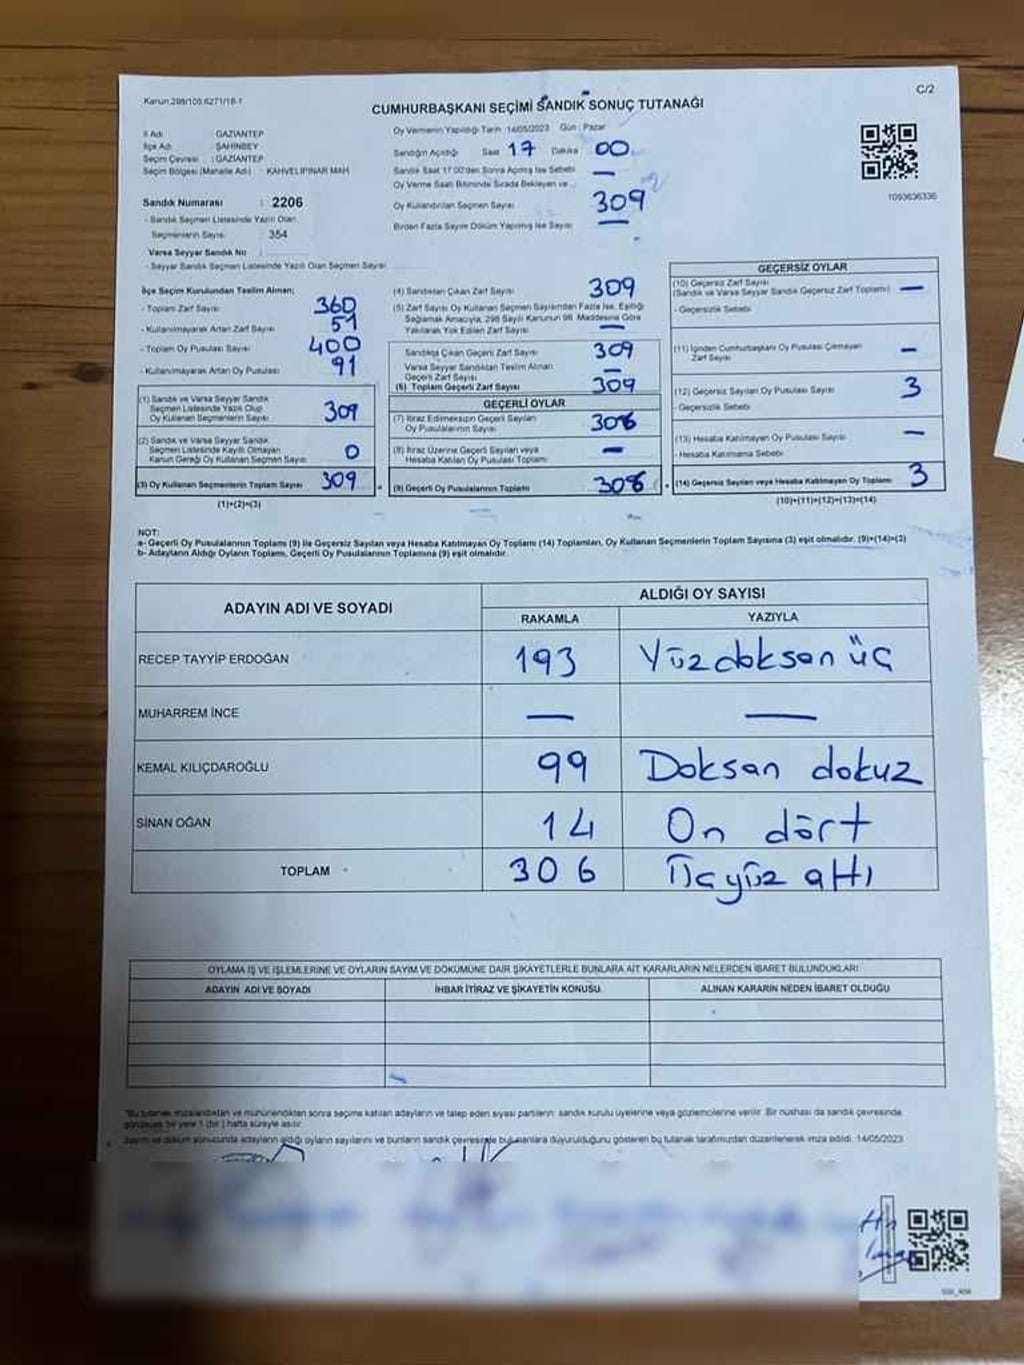 Kanun:298/105,6271/18-1
C/2
CUMHURBAŞKANI SEÇİMİ SANDIK SONUÇ TUTANAĞI
İl Adı : GAZİANTEP
İlçe Adı : ŞAHİNBEY
Seçim Çevresi : GAZİANTEP
Seçim Bölgesi (Mahalle Adı) : KAHVELİPINAR MAH.
Sandık Numarası : 2206
- Sandık Seçmen Listesinde Yazılı Olan
Seçmenlerin Sayısı : 354
Varsa Seyyar Sandık No :
- Seyyar Sandık Seçmen Listesinde Yazılı Olan Seçmen Sayısı
Oy Vermenin Yapıldığı Tarih : 14/05/2023 Gün : Pazar
Sandığın Açıldığı Saat 17 Dakika 00
Sandık Saat 17:00'den Sonra Açılmış İse Sebebi —
Oy Verme Saati Bitiminde Sırada Bekleyen ve...
Oy Kullandırılan Seçmen Sayısı 309
Birden Fazla Sayım Döküm Yapılmış İse Sayısı —
1093636336
İlçe Seçim Kurulundan Teslim Alınan;
- Toplam Zarf Sayısı 360
- Kullanılmayarak Artan Zarf Sayısı 51
- Toplam Oy Pusulası Sayısı 400
- Kullanılmayarak Artan Oy Pusulası 91
(1) Sandık ve Varsa Seyyar Sandık
Seçmen Listesinde Yazılı Olup
Oy Kullanan Seçmenlerin Sayısı 309
(2) Sandık ve Varsa Seyyar Sandık
Seçmen Listesinde Kayıtlı Olmayan
Kanun Gereği Oy Kullanan Seçmen Sayısı 0
(3) Oy Kullanan Seçmenlerin Toplam Sayısı 309
(1)+(2)=(3)
(4) Sandıktan Çıkan Zarf Sayısı 309
(5) Zarf Sayısı Oy Kullanan Seçmen Sayısından Fazla İse, Eşitliği
Sağlamak Amacıyla, 298 Sayılı Kanunun 98. Maddesine Göre
Yakılarak Yok Edilen Zarf Sayısı —
Sandıkta Çıkan Geçerli Zarf Sayısı 309
Varsa Seyyar Sandıktan Teslim Alınan
Geçerli Zarf Sayısı —
(6) Toplam Geçerli Zarf Sayısı 309
GEÇERLİ OYLAR
(7) İtiraz Edilmeksizin Geçerli Sayılan
Oy Pusulalarının Sayısı 306
(8) İtiraz Üzerine Geçerli Sayılan veya
Hesaba Katılan Oy Pusulası Toplamı —
(9) Geçerli Oy Pusulalarının Toplamı 306
GEÇERSİZ OYLAR
(10) Geçersiz Zarf Sayısı
(Sandık ve Varsa Seyyar Sandık Geçersiz Zarf Toplamı) —
- Geçersizlik Sebebi
(11) İçinden Cumhurbaşkanı Oy Pusulası Çıkmayan
Zarf Sayısı —
(12) Geçersiz Sayılan Oy Pusulası Sayısı 3
- Geçersizlik Sebebi
(13) Hesaba Katılmayan Oy Pusulası Sayısı —
- Hesaba Katılmama Sebebi
(14) Geçersiz Sayılan veya Hesaba Katılmayan Oy Toplamı 3
(10)+(11)+(12)+(13)=(14)
NOT:
a- Geçerli Oy Pusulalarının Toplamı (9) ile Geçersiz Sayılan veya Hesaba Katılmayan Oy Toplamı (14) Toplamları, Oy Kullanan Seçmenlerin Toplam Sayısına (3) eşit olmalıdır. (9)+(14)=(3)
b- Adayların Aldığı Oyların Toplamı, Geçerli Oy Pusulalarının Toplamına (9) eşit olmalıdır.
ADAYIN ADI VE SOYADI ALDIĞI OY SAYISI
RAKAMLA YAZIYLA
RECEP TAYYİP ERDOĞAN 193 Yüzdoksan üç
MUHARREM İNCE — —
KEMAL KILIÇDAROĞLU 99 Doksan dokuz
SİNAN OĞAN 14 On dört
TOPLAM 306 Üçyüz altı
OYLAMA İŞ VE İŞLEMLERİNE VE OYLARIN SAYIM VE DÖKÜMÜNE DAİR ŞİKAYETLERLE BUNLARA AİT KARARLARIN NELERDEN İBARET BULUNDUKLARI
ADAYIN ADI VE SOYADI İHBAR İTİRAZ VE ŞİKAYETİN KONUSU ALINAN KARARIN NEDEN İBARET OLDUĞU
*Bu tutanak imzalandıktan ve mühürlendikten sonra seçime katılan adayların ve talep eden siyasi partilerin sandık kurulu üyelerine veya gözlemcilerine verilir. Bir nüshası da sandık çevresinde
görülecek bir yere 1 (bir) hafta süreyle asılır.
Sayım ve döküm sonucunda adayların aldığı oyların sayılarını ve bunların sandık çevresinde bulunanlara duyurulduğunu gösteren bu tutanak tarafımızdan düzenlenerek imza edildi. 14/05/2023